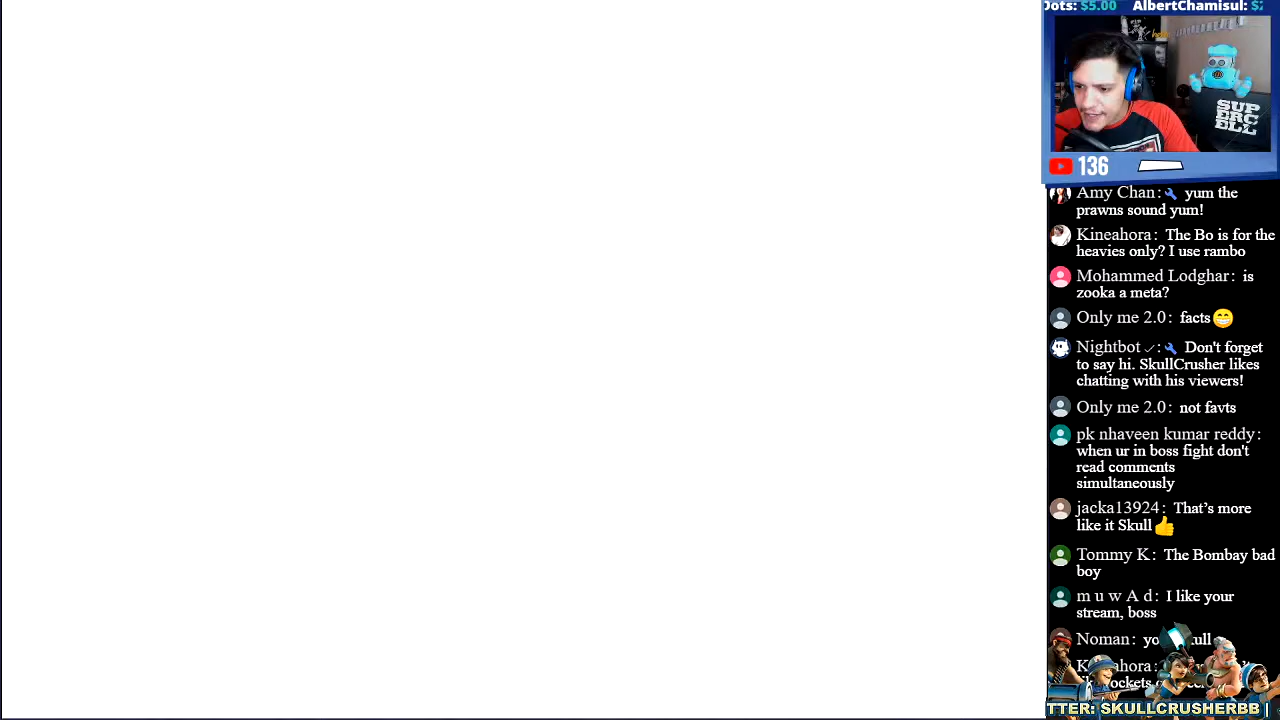 Jots: $5.00 AlbertChamisul:
SUP
ERC
ELL
136
Amy Chan: yum the
prawns sound yum!
Kineahora: The Bo is for the
heavies only? I use rambo
Mohammed Lodghar: is
zooka a meta?
Only me 2.0: facts
Nightbot ✓: Don't forget
to say hi. SkullCrusher likes
chatting with his viewers!
Only me 2.0: not favts
pk nhaveen kumar reddy:
when ur in boss fight don't
read comments
simultaneously
jacka13924: That's more
like it Skull
Tommy K: The Bombay bad
boy
m u w A d: I like your
stream, boss
Noman:
TTER: SKULLCRUSHERBB |